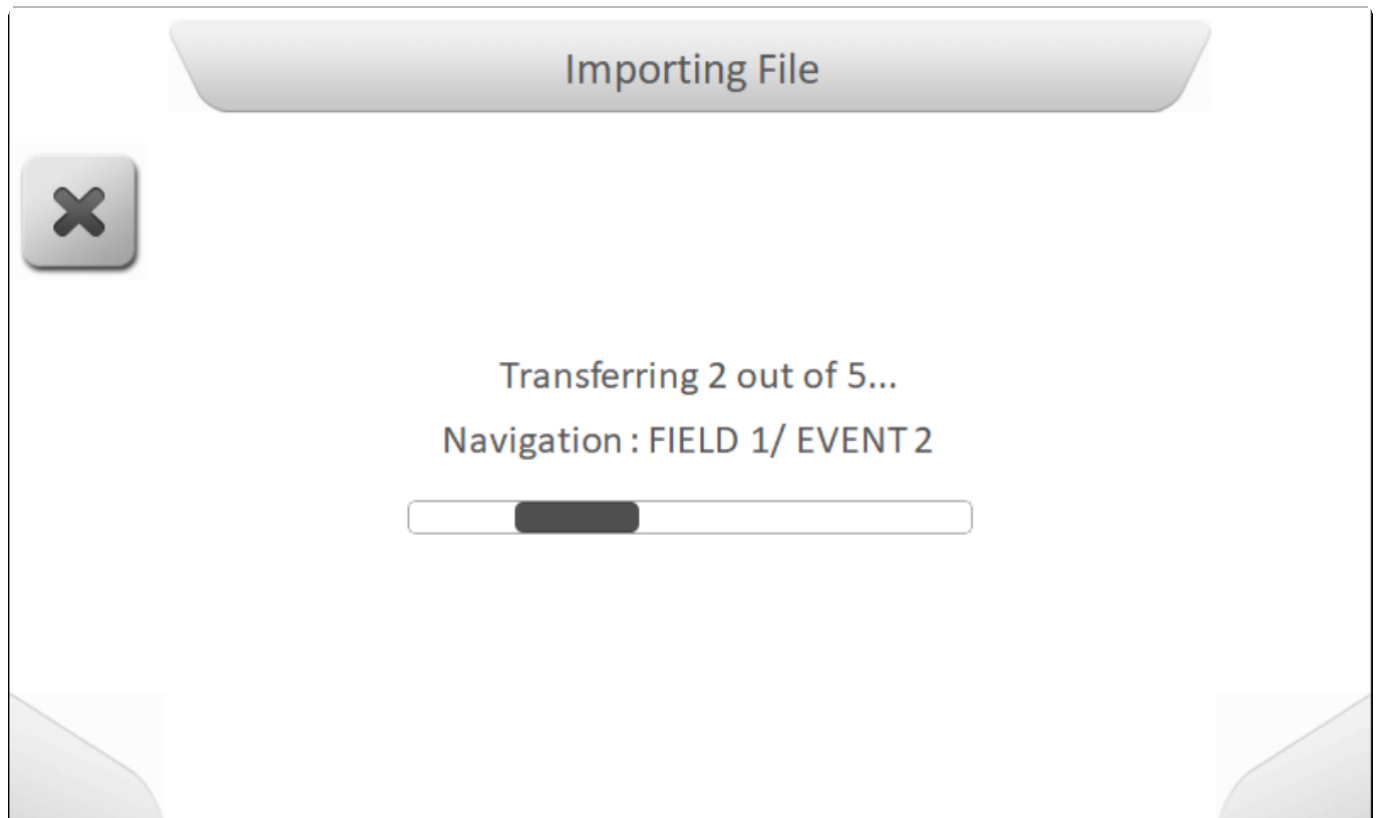 Importing File
Transferring 2 out of 5...
Navigation : FIELD 1/ EVENT 2